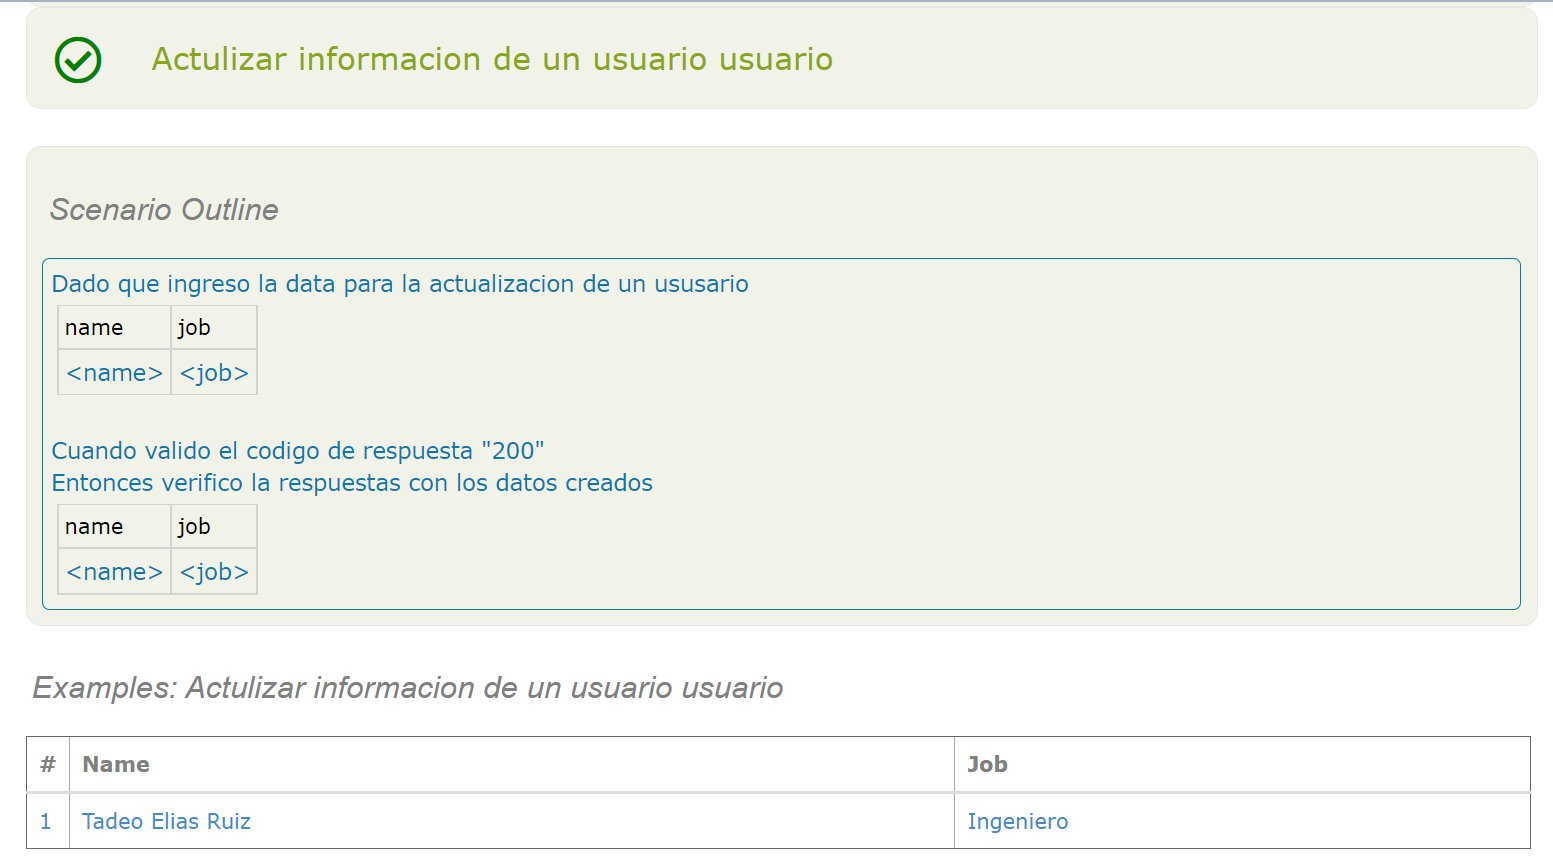 Actulizar informacion de un usuario usuario
Scenario Outline
Dado que ingreso la data para la actualizacion de un ususario
name job
<name> <job>
Cuando valido el codigo de respuesta "200"
Entonces verifico la respuestas con los datos creados
name job
<name> <job>
Examples: Actulizar informacion de un usuario usuario
# Name Job
1 Tadeo Elias Ruiz Ingeniero